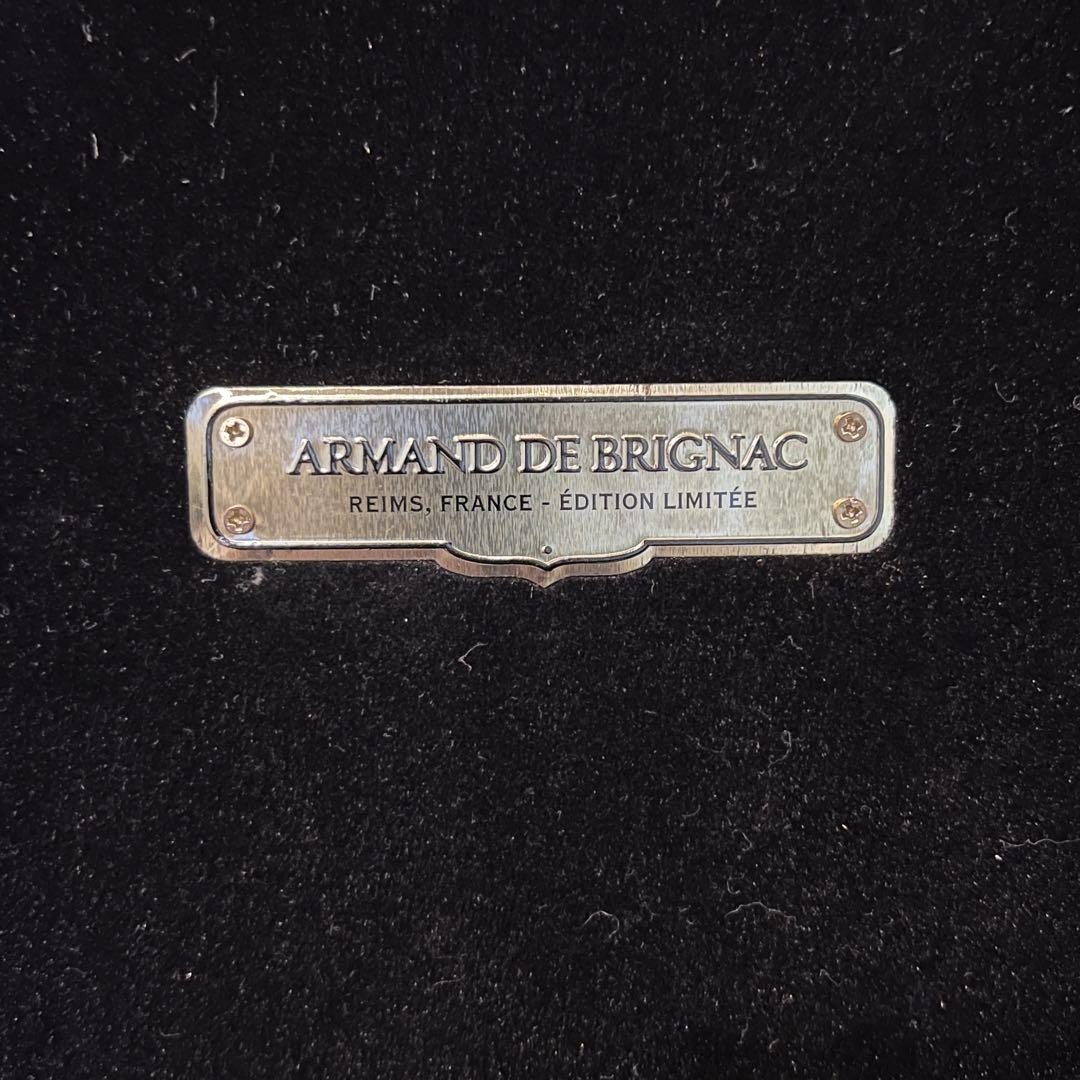 ARMAND DE BRIGNAC
REIMS, FRANCE - ÉDITION LIMITÉE